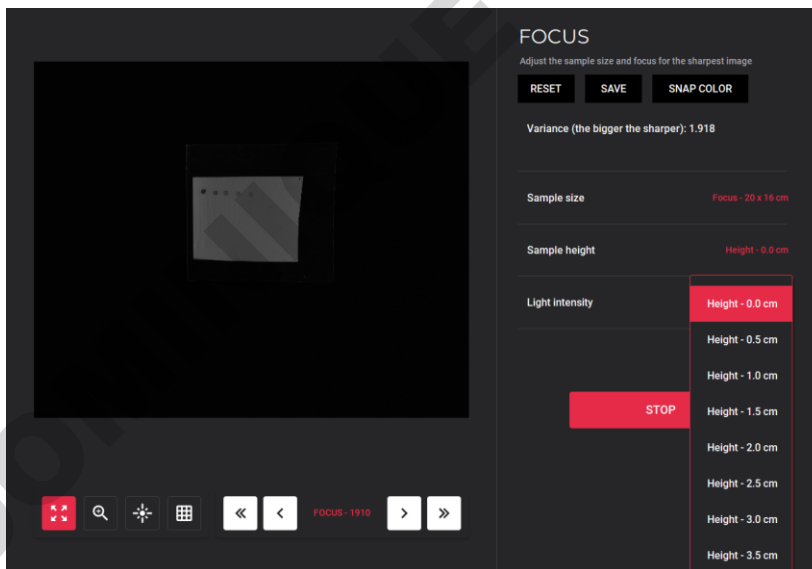 FOCUS
Adjust the sample size and focus for the sharpest image
RESET SAVE SNAP COLOR
Variance (the bigger the sharper): 1.918
Sample size Focus - 20 x 16 cm
Sample height Height - 0.0 cm
Light intensity
Height - 0.0 cm
Height - 0.5 cm
Height - 1.0 cm
Height - 1.5 cm
STOP
Height - 2.0 cm
Height - 2.5 cm
Height - 3.0 cm
Height - 3.5 cm
FOCUS - 1910